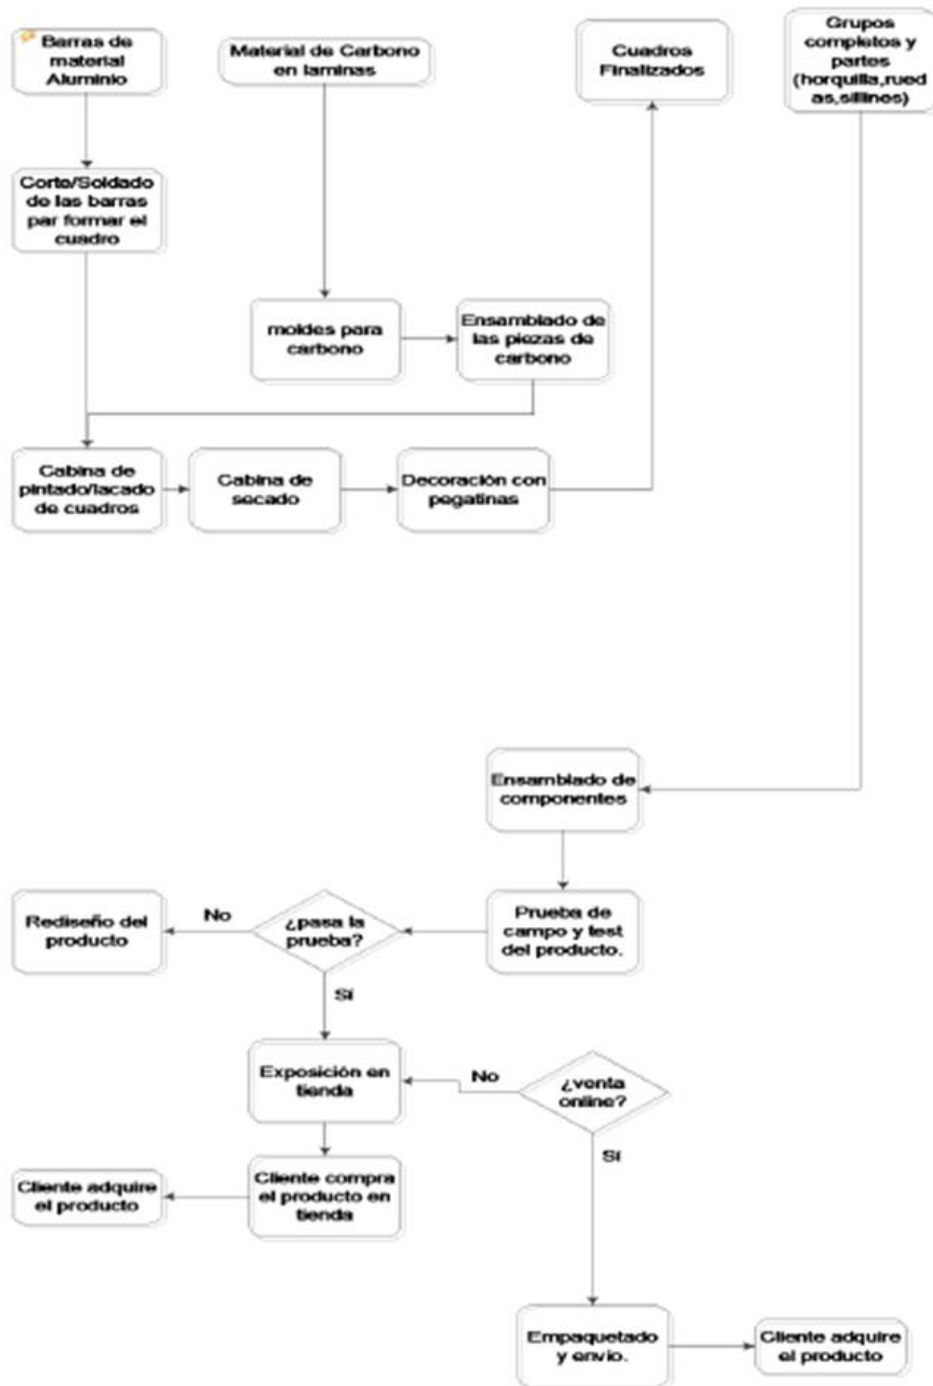 Barras de
material
Aluminio
Material de Carbono
en laminas
Cuadros
Finalizados
Grupos
completos y
partes
(horquilla,rued
as,sillines)
Corte/Soldado
de las barras
par formar el
cuadro
moldes para
carbono
Ensamblado de
las piezas de
carbono
Cabina de
pintado/lacado
de cuadros
Cabina de
secado
Decoración con
pegatinas
Ensamblado de
componentes
Rediseño del
producto
No
¿pasa la
prueba?
Prueba de
campo y test
del producto.
Sí
Exposición en
tienda
No
¿venta
online?
Sí
Cliente adquire
el producto
Cliente compra
el producto en
tienda
Empaquetado
y envio.
Cliente adquire
el producto